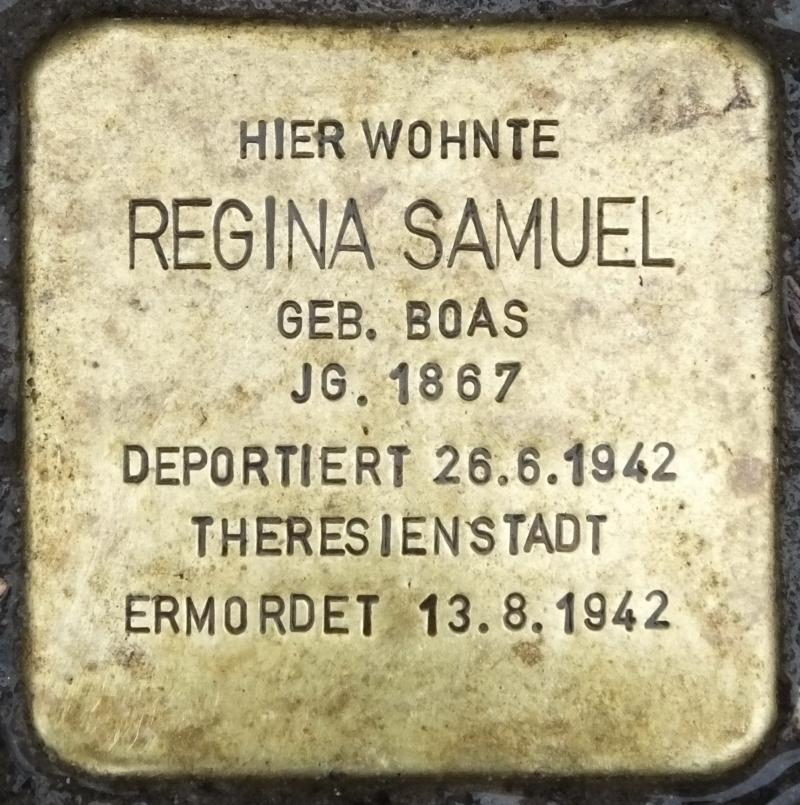 HIER WOHNTE
REGINA SAMUEL
GEB. BOAS
JG. 1867
DEPORTIERT 26.6.1942
THERESIENSTADT
ERMORDET 13.8.1942